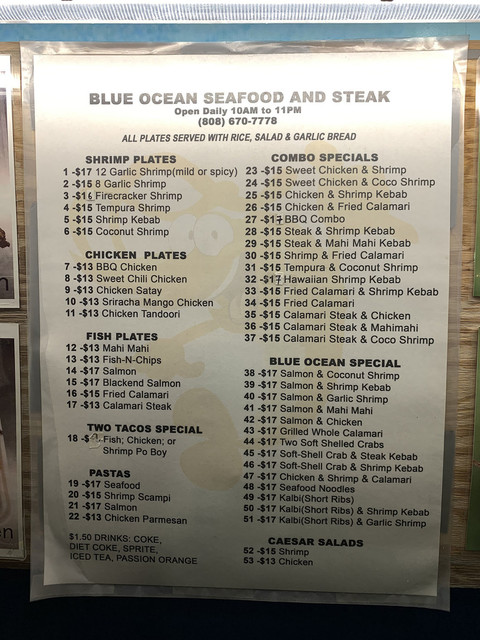 BLUE OCEAN SEAFOOD AND STEAK
Open Daily 10AM to 11PM
(808) 670-7778
ALL PLATES SERVED WITH RICE, SALAD & GARLIC BREAD
SHRIMP PLATES
1 -$17 12 Garlic Shrimp(mild or spicy)
2 -$15 8 Garlic Shrimp
3 -$16 Firecracker Shrimp
4 -$15 Tempura Shrimp
5 -$15 Shrimp Kebab
6 -$15 Coconut Shrimp
CHICKEN PLATES
7 -$13 BBQ Chicken
8 -$13 Sweet Chili Chicken
9 -$13 Chicken Satay
10 -$13 Sriracha Mango Chicken
11 -$13 Chicken Tandoori
FISH PLATES
12 -$13 Mahi Mahi
13 -$13 Fish-N-Chips
14 -$17 Salmon
15 -$17 Blackend Salmon
16 -$15 Fried Calamari
17 -$13 Calamari Steak
TWO TACOS SPECIAL
18 -$ Fish; Chicken; or
Shrimp Po Boy
PASTAS
19 -$17 Seafood
20 -$15 Shrimp Scampi
21 -$17 Salmon
22 -$13 Chicken Parmesan
$1.50 DRINKS: COKE,
DIET COKE, SPRITE,
ICED TEA, PASSION ORANGE
COMBO SPECIALS
23 -$15 Sweet Chicken & Shrimp
24 -$15 Sweet Chicken & Coco Shrimp
25 -$15 Chicken & Shrimp Kebab
26 -$15 Chicken & Fried Calamari
27 -$17 BBQ Combo
28 -$15 Steak & Shrimp Kebab
29 -$15 Steak & Mahi Mahi Kebab
30 -$15 Shrimp & Fried Calamari
31 -$15 Tempura & Coconut Shrimp
32 -$17 Hawaiian Shrimp Kebab
33 -$15 Fried Calamari & Shrimp Kebab
34 -$15 Fried Calamari
35 -$15 Calamari Steak & Chicken
36 -$15 Calamari Steak & Mahimahi
37 -$15 Calamari Steak & Coco Shrimp
BLUE OCEAN SPECIAL
38 -$17 Salmon & Coconut Shrimp
39 -$17 Salmon & Shrimp Kebab
40 -$17 Salmon & Garlic Shrimp
41 -$17 Salmon & Mahi Mahi
42 -$17 Salmon & Chicken
43 -$17 Grilled Whole Calamari
44 -$17 Two Soft Shelled Crabs
45 -$17 Soft-Shell Crab & Steak Kebab
46 -$17 Soft-Shell Crab & Shrimp Kebab
47 -$17 Chicken & Shrimp & Calamari
48 -$17 Seafood Noodles
49 -$17 Kalbi(Short Ribs)
50 -$17 Kalbi(Short Ribs) & Shrimp Kebab
51 -$17 Kalbi(Short Ribs) & Garlic Shrimp
CAESAR SALADS
52 -$15 Shrimp
53 -$13 Chicken